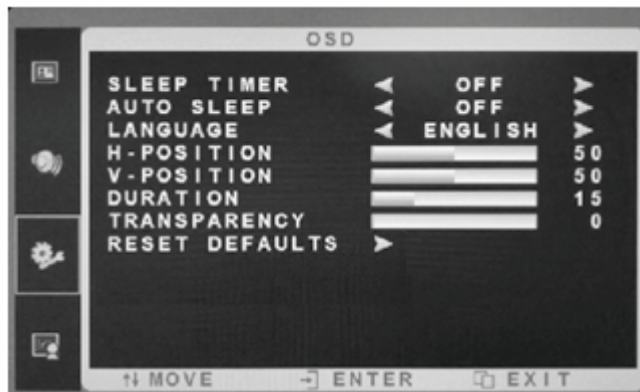 OSD
SLEEP TIMER OFF
AUTO SLEEP OFF
LANGUAGE ENGLISH
H-POSITION 50
V-POSITION 50
DURATION 15
TRANSPARENCY 0
RESET DEFAULTS
MOVE ENTER EXIT